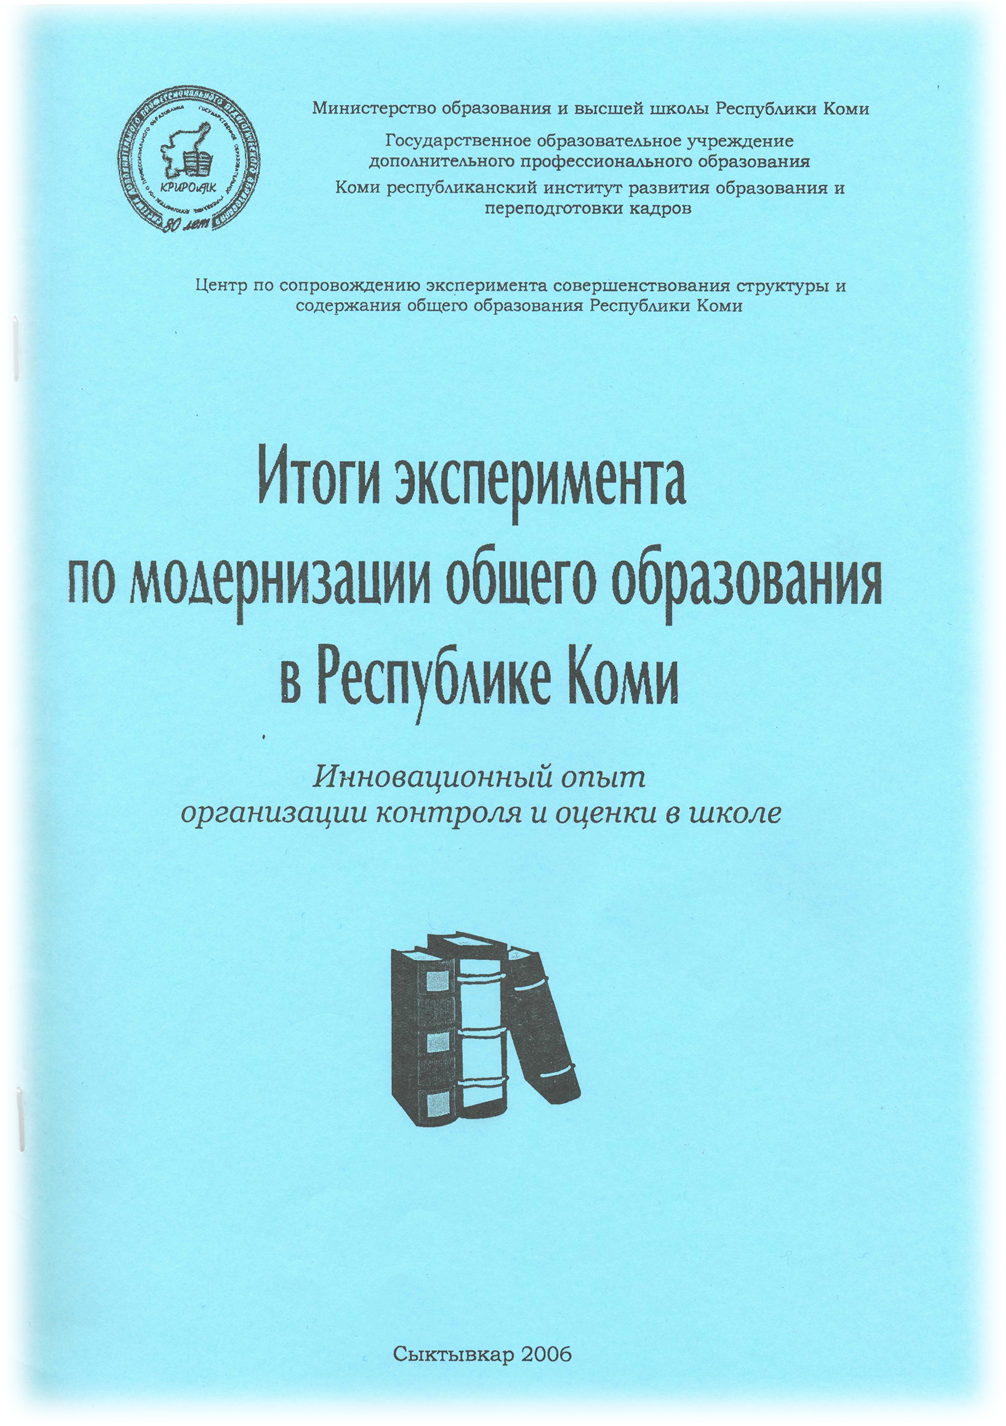 Министерство образования и высшей школы Республики Коми
Государственное образовательное учреждение
дополнительного профессионального образования
Коми республиканский институт развития образования и
переподготовки кадров
КРИРОиПК
80 лет
Центр по сопровождению эксперимента совершенствования структуры и
содержания общего образования Республики Коми
Итоги эксперимента
по модернизации общего образования
в Республике Коми
Инновационный опыт
организации контроля и оценки в школе
Сыктывкар 2006